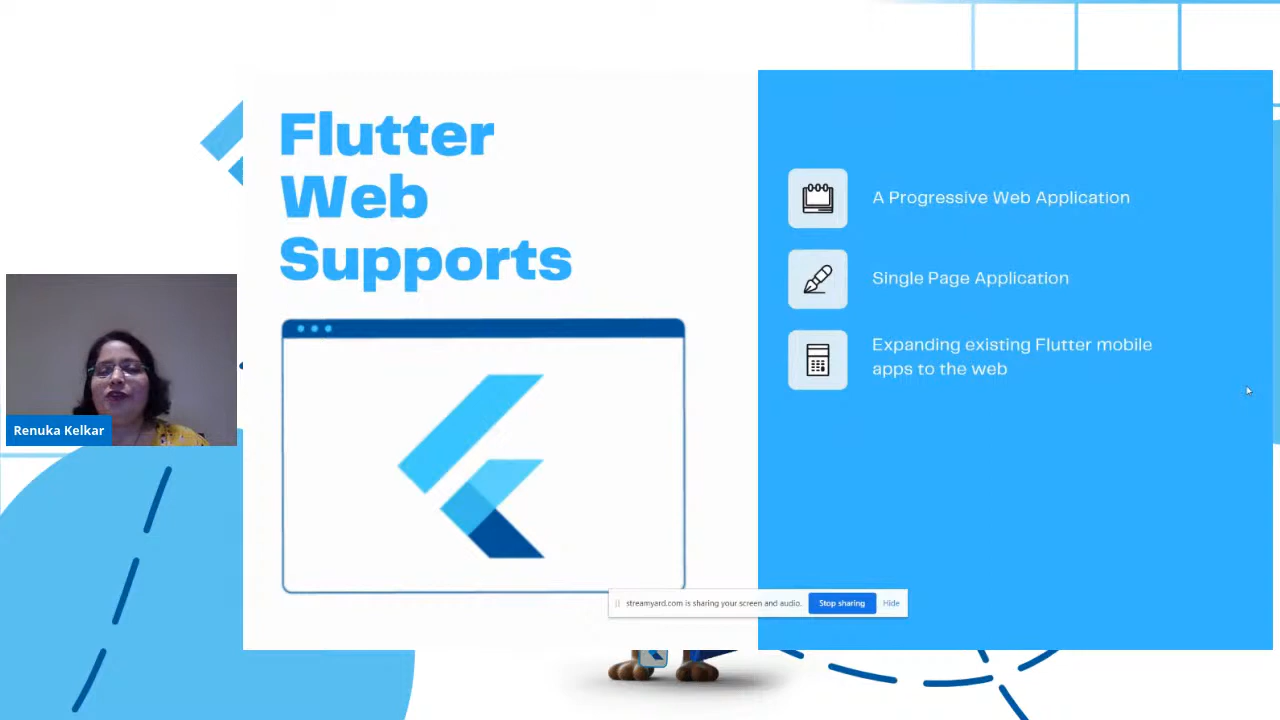 Flutter
Web
Supports
A Progressive Web Application
Single Page Application
Expanding existing Flutter mobile
apps to the web
Renuka Kelkar
streamyard.com is sharing your screen and audio.
Stop sharing
Hide